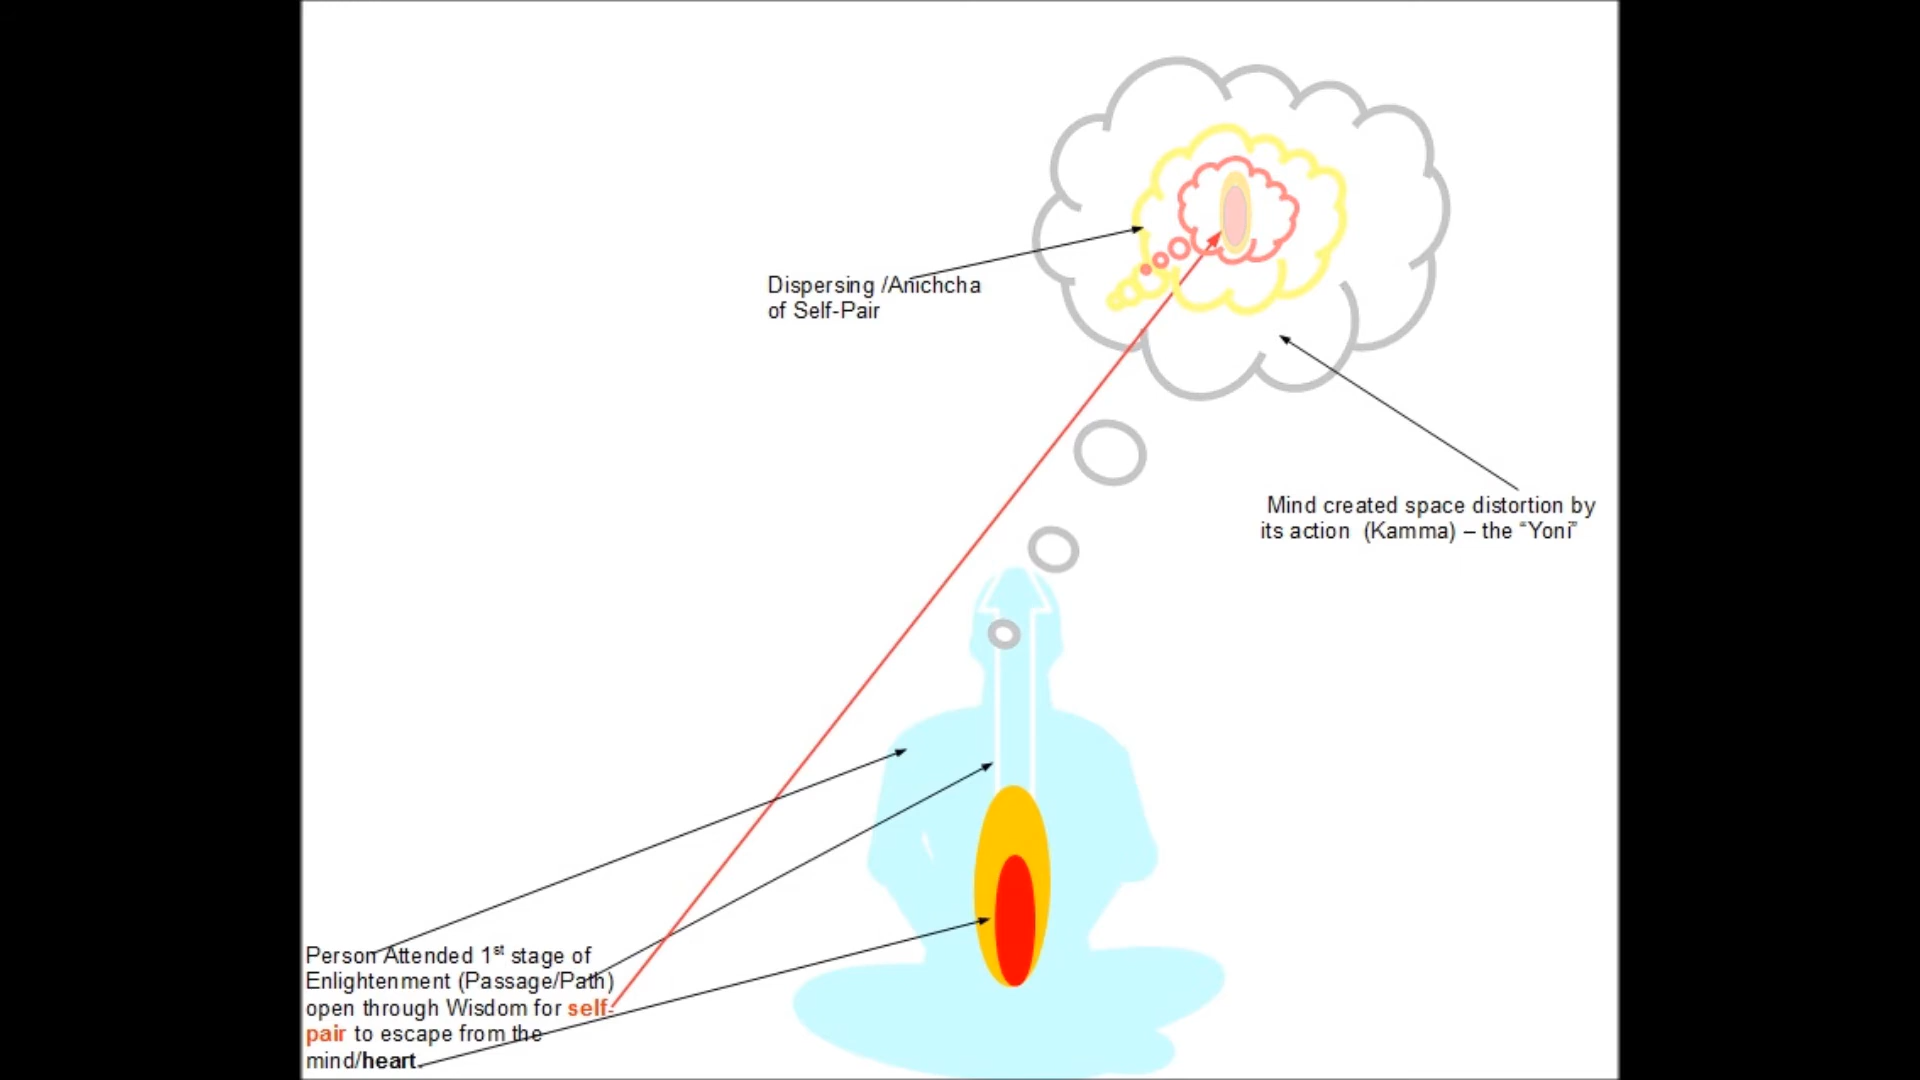 Dispersing /Anichcha
of Self-Pair
Mind created space distortion by
its action (Kamma) – the “Yoni”
Person Attended 1st stage of
Enlightenment (Passage/Path)
open through Wisdom for self-
pair to escape from the
mind/heart.